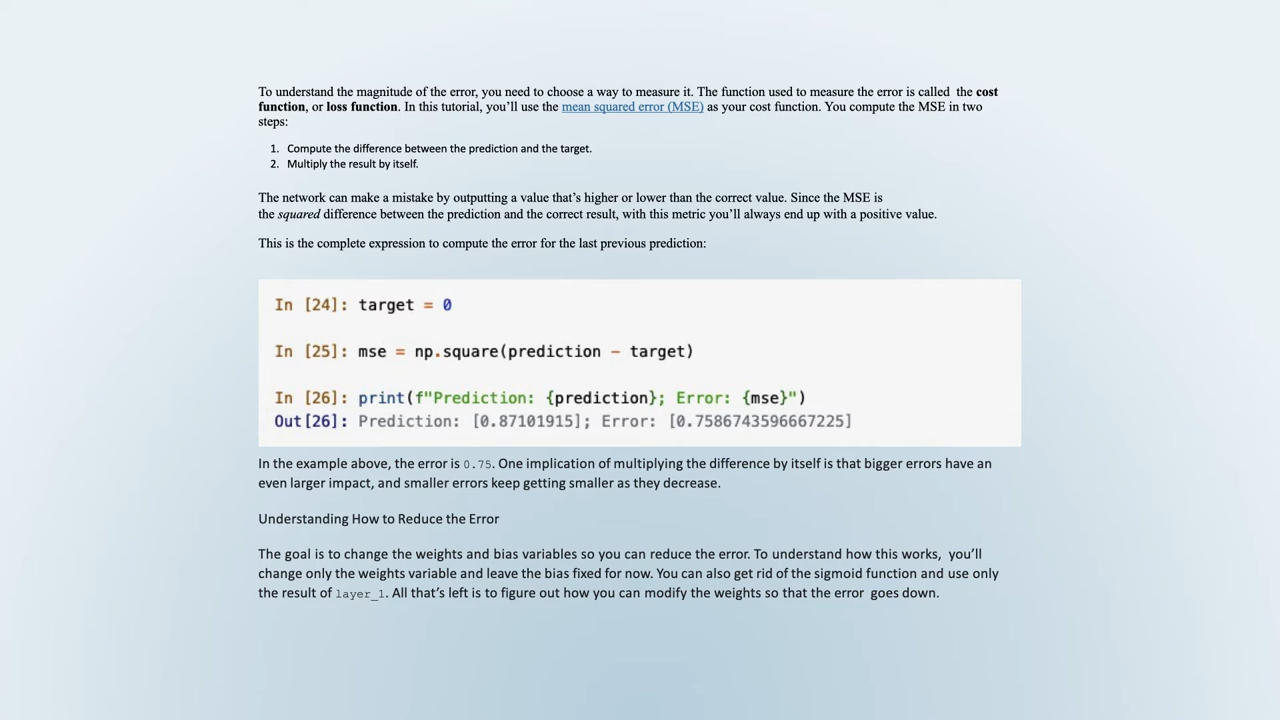 To understand the magnitude of the error, you need to choose a way to measure it. The function used to measure the error is called the cost
function, or loss function. In this tutorial, you'll use the mean squared error (MSE) as your cost function. You compute the MSE in two
steps:
1. Compute the difference between the prediction and the target.
2. Multiply the result by itself.
The network can make a mistake by outputting a value that's higher or lower than the correct value. Since the MSE is
the squared difference between the prediction and the correct result, with this metric you'll always end up with a positive value.
This is the complete expression to compute the error for the last previous prediction:
In [24]: target = 0
In [25]: mse = np.square(prediction - target)
In [26]: print(f"Prediction: {prediction}; Error: {mse}")
Out[26]: Prediction: [0.87101915]; Error: [0.7586743596667225]
In the example above, the error is 0.75. One implication of multiplying the difference by itself is that bigger errors have an
even larger impact, and smaller errors keep getting smaller as they decrease.
Understanding How to Reduce the Error
The goal is to change the weights and bias variables so you can reduce the error. To understand how this works, you'll
change only the weights variable and leave the bias fixed for now. You can also get rid of the sigmoid function and use only
the result of layer_1. All that's left is to figure out how you can modify the weights so that the error goes down.